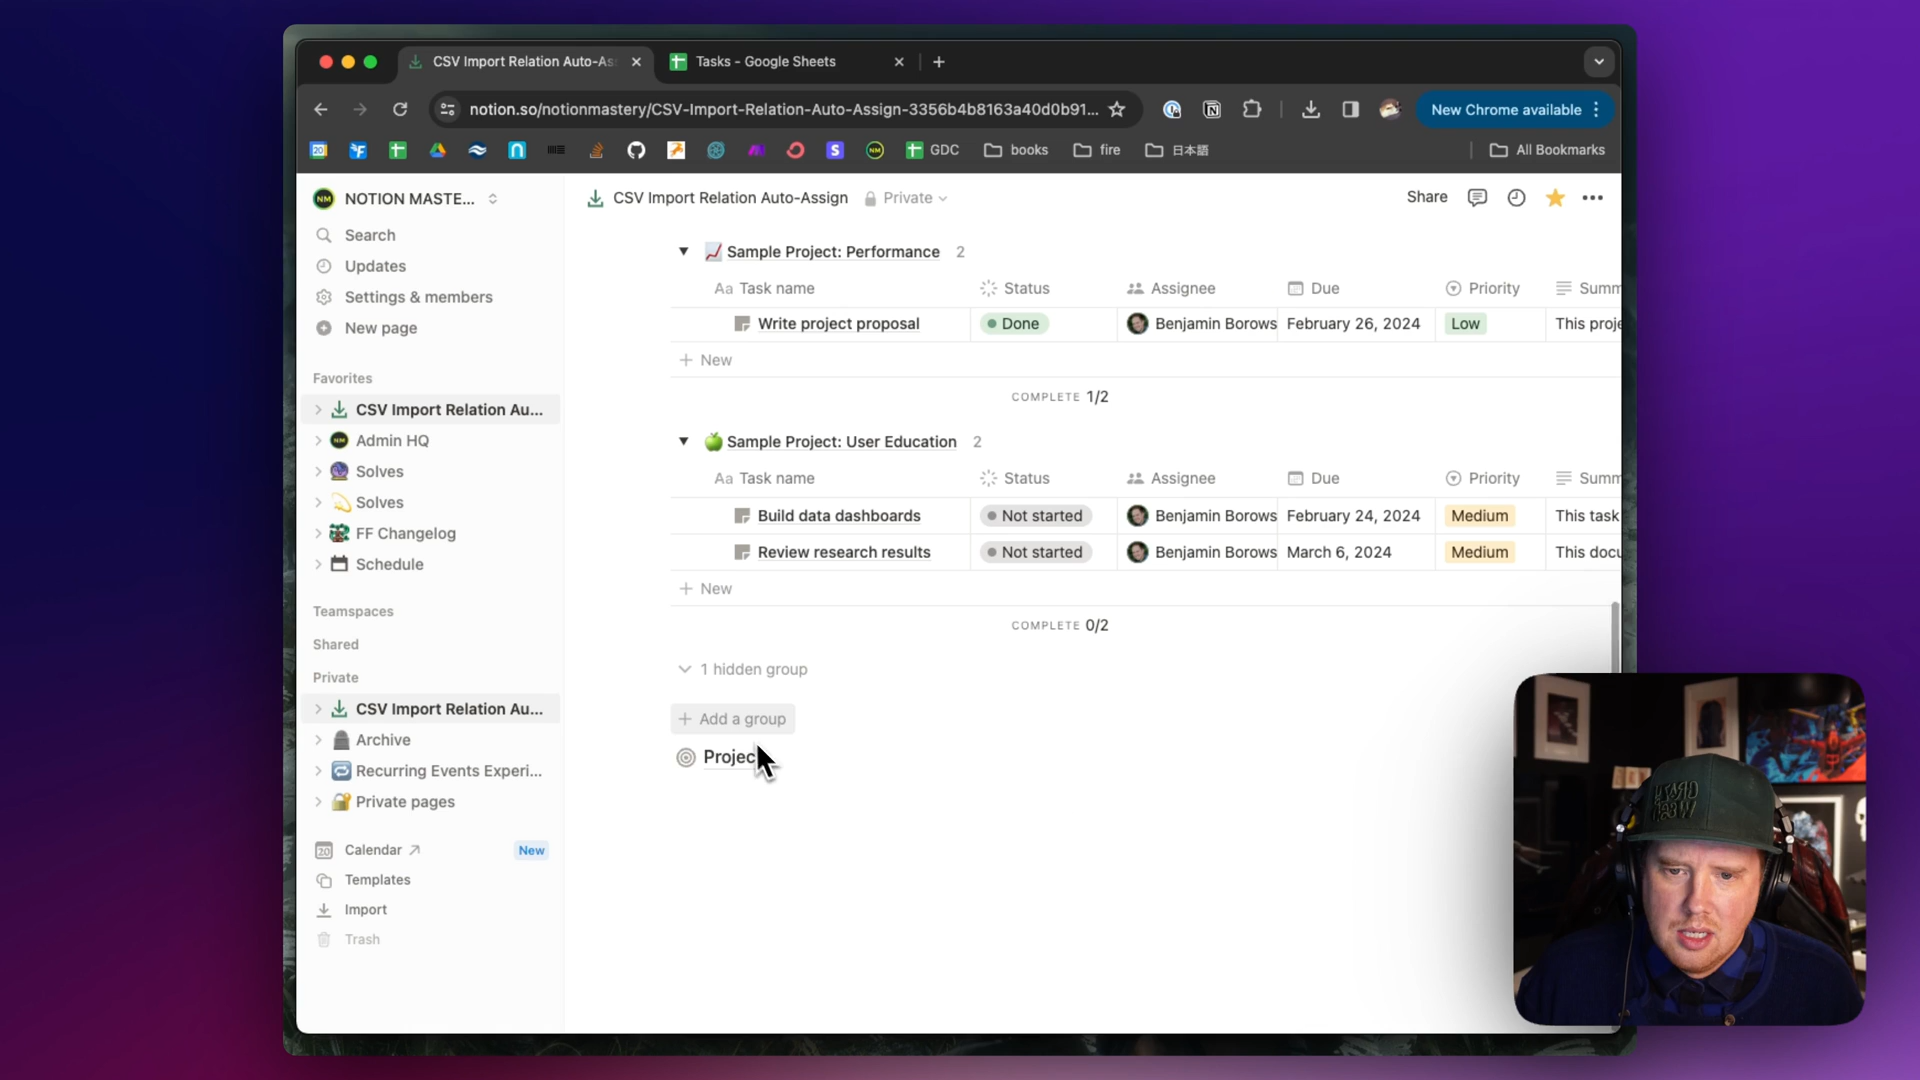 CSV Import Relation Auto-As
Tasks - Google Sheets
notion.so/notionmastery/CSV-Import-Relation-Auto-Assign-3356b4b8163a40d0b91...
New Chrome available
GDC
books
fire
日本語
All Bookmarks
NOTION MASTE...
CSV Import Relation Auto-Assign
Private
Share
Search
Updates
Settings & members
New page
Favorites
CSV Import Relation Au...
Admin HQ
Solves
Solves
FF Changelog
Schedule
Teamspaces
Shared
Private
CSV Import Relation Au...
Archive
Recurring Events Experi...
Private pages
Calendar
New
Templates
Import
Trash
Sample Project: Performance 2
Aa Task name Status Assignee Due Priority Summ
Write project proposal Done Benjamin Borows February 26, 2024 Low This proje
+ New
COMPLETE 1/2
Sample Project: User Education 2
Aa Task name Status Assignee Due Priority Summ
Build data dashboards Not started Benjamin Borows February 24, 2024 Medium This task
Review research results Not started Benjamin Borows March 6, 2024 Medium This docu
+ New
COMPLETE 0/2
1 hidden group
+ Add a group
Projec